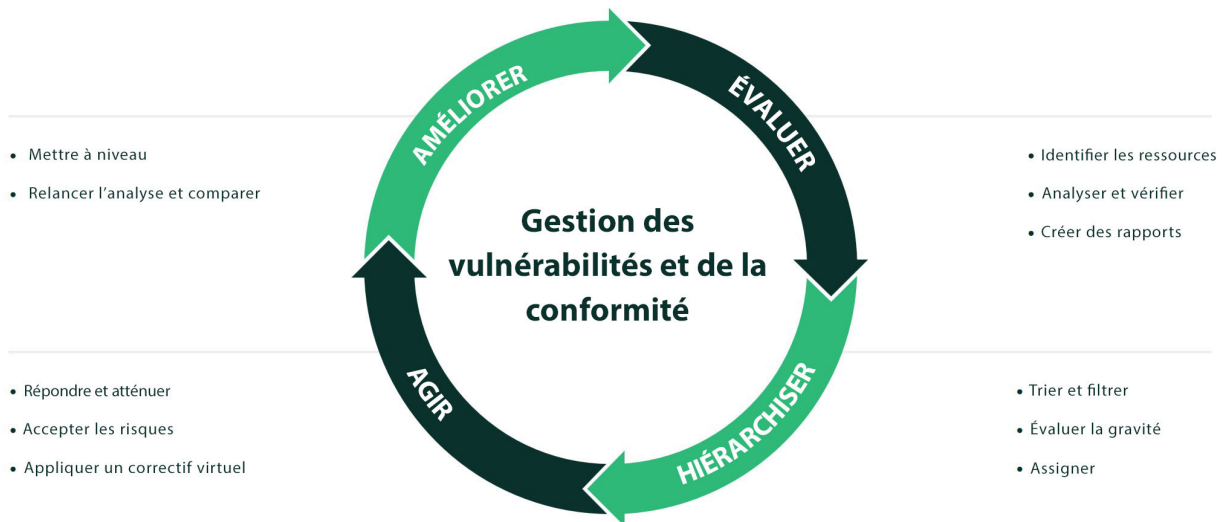 AMÉLIORER
ÉVALUER
• Mettre à niveau
• Relancer l’analyse et comparer
• Identifier les ressources
• Analyser et vérifier
• Créer des rapports
Gestion des
vulnérabilités et de la
conformité
AGIR
HIÉRARCHISER
• Répondre et atténuer
• Accepter les risques
• Appliquer un correctif virtuel
• Trier et filtrer
• Évaluer la gravité
• Assigner